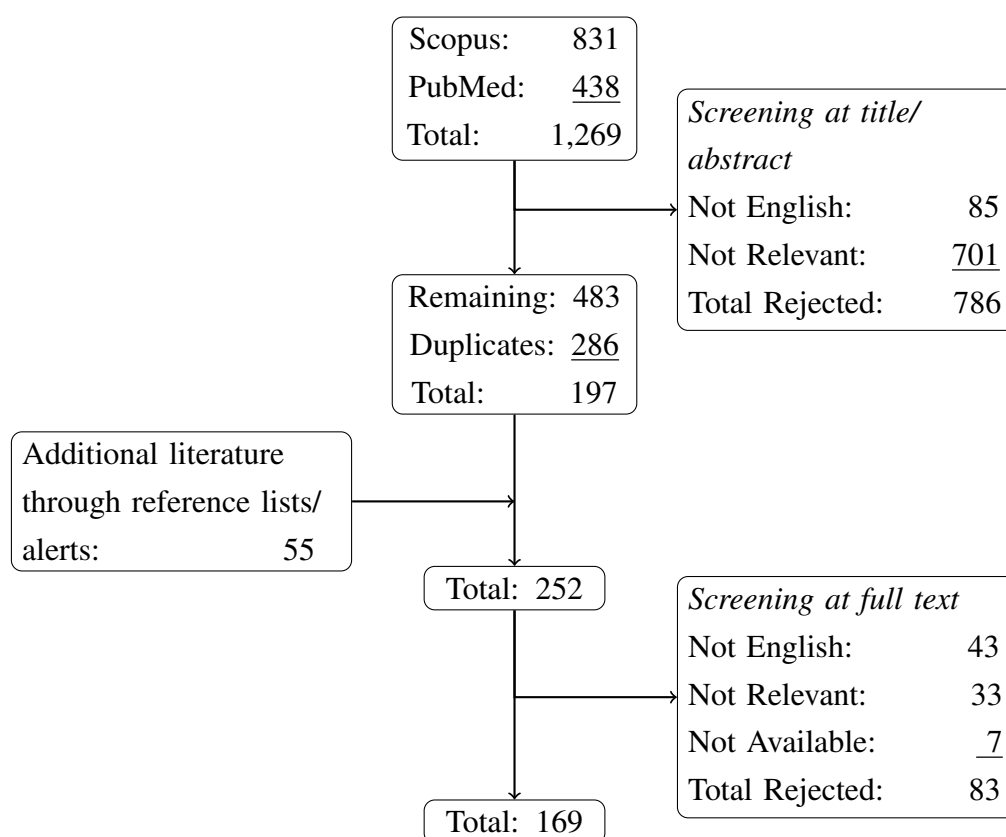 Scopus: 831
PubMed: 438
Total: 1,269
Screening at title/
abstract
Not English: 85
Not Relevant: 701
Total Rejected: 786
Remaining: 483
Duplicates: 286
Total: 197
Additional literature
through reference lists/
alerts: 55
Total: 252
Screening at full text
Not English: 43
Not Relevant: 33
Not Available: 7
Total Rejected: 83
Total: 169